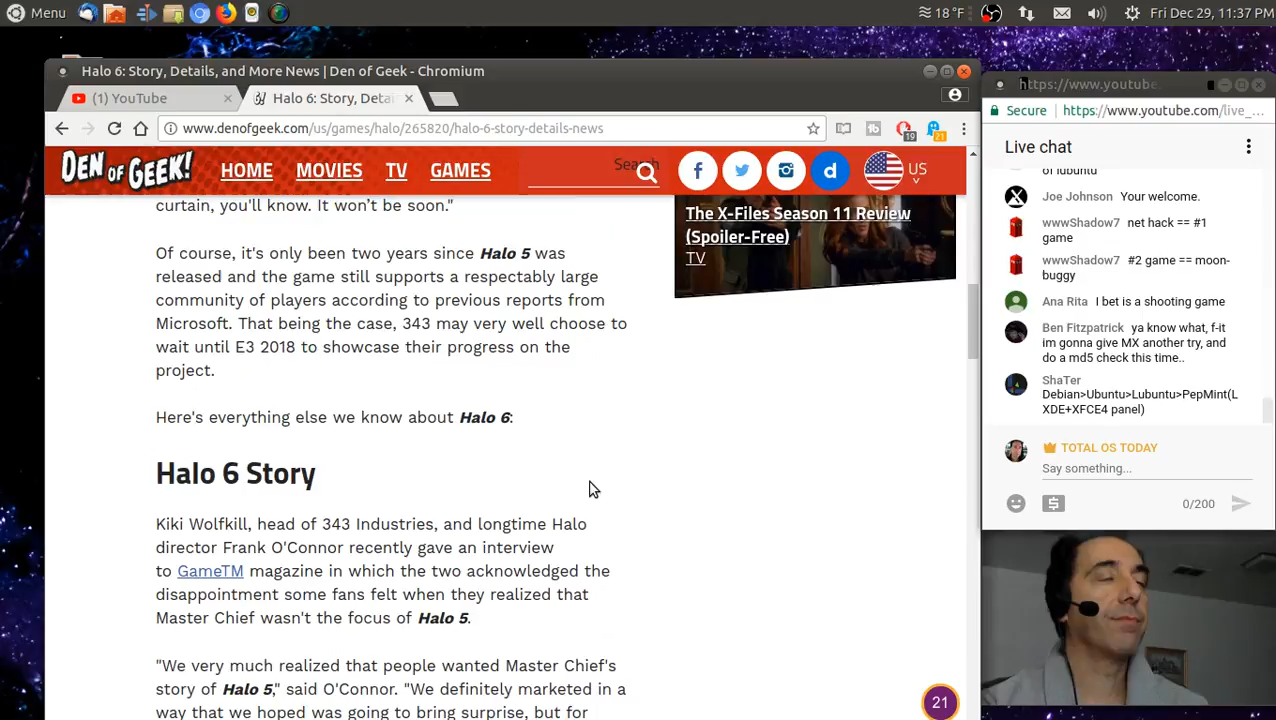 Menu
18 °F
Fri Dec 29, 11:37 PM
Halo 6: Story, Details, and More News | Den of Geek - Chromium
https://www.youtube.
(1) YouTube
Halo 6: Story, Deta
www.denofgeek.com/us/games/halo/265820/halo-6-story-details-news
19
21
Secure
https://www.youtube.com/live_...
DEN OF GEEK!
HOME
MOVIES
TV
GAMES
Search
US
Live chat
curtain, you'll know. It won't be soon."
Of course, it's only been two years since Halo 5 was
released and the game still supports a respectably large
community of players according to previous reports from
Microsoft. That being the case, 343 may very well choose to
wait until E3 2018 to showcase their progress on the
project.
Here's everything else we know about Halo 6:
Halo 6 Story
Kiki Wolfkill, head of 343 Industries, and longtime Halo
director Frank O'Connor recently gave an interview
to GameTM magazine in which the two acknowledged the
disappointment some fans felt when they realized that
Master Chief wasn't the focus of Halo 5.
"We very much realized that people wanted Master Chief's
story of Halo 5," said O'Connor. "We definitely marketed in a
way that we hoped was going to bring surprise, but for
The X-Files Season 11 Review
(Spoiler-Free)
TV
21
of lubuntu
Joe Johnson Your welcome.
wwwShadow7 net hack == #1
game
wwwShadow7 #2 game == moon-
buggy
Ana Rita I bet is a shooting game
Ben Fitzpatrick ya know what, f-it
im gonna give MX another try, and
do a md5 check this time..
ShaTer
Debian>Ubuntu>Lubuntu>PepMint(L
XDE+XFCE4 panel)
TOTAL OS TODAY
Say something...
0/200